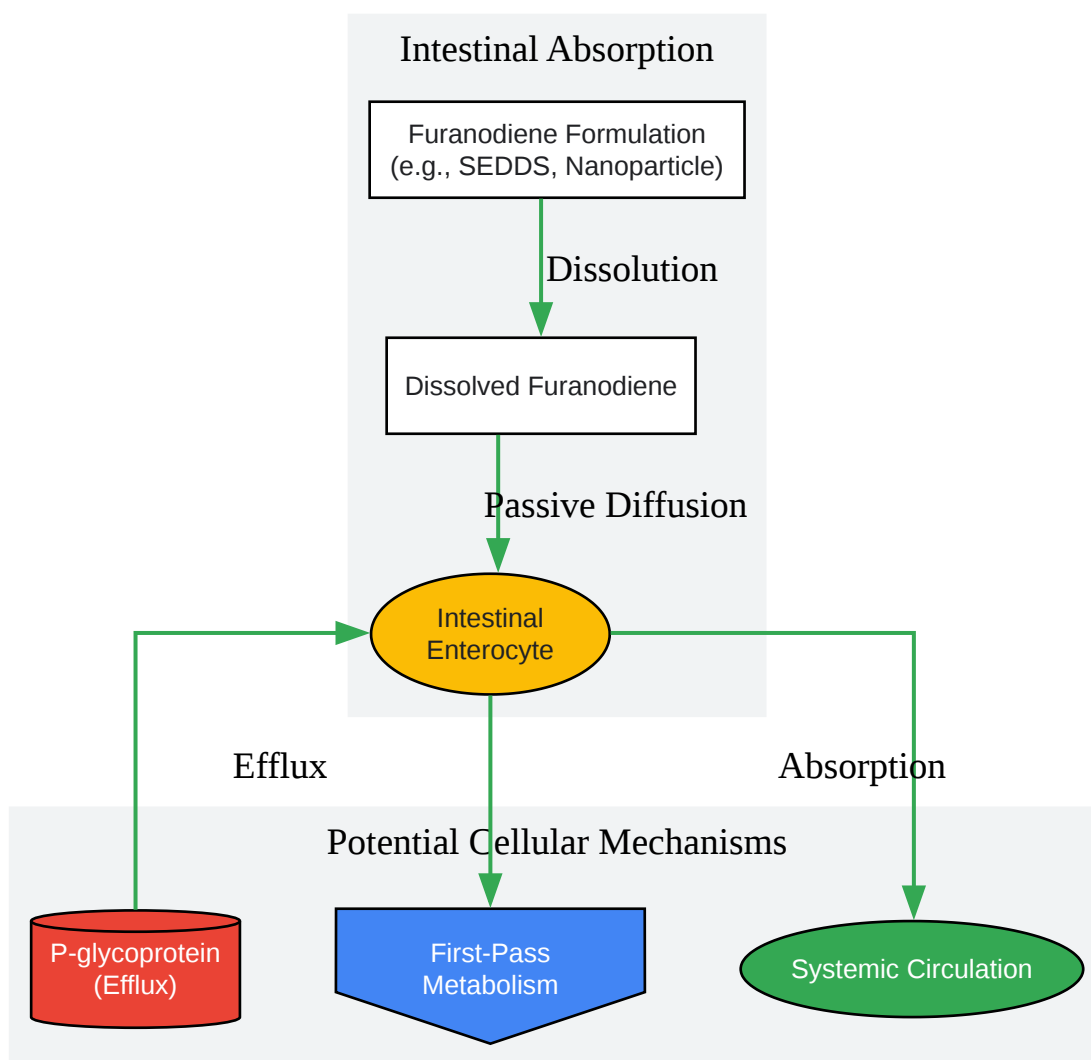 Intestinal Absorption
Furanodiene Formulation
(e.g., SEDDS, Nanoparticle)
Dissolution
Dissolved Furanodiene
Passive Diffusion
Intestinal
Enterocyte
Efflux
Absorption
Potential Cellular Mechanisms
P-glycoprotein
(Efflux)
First-Pass
Metabolism
Systemic Circulation